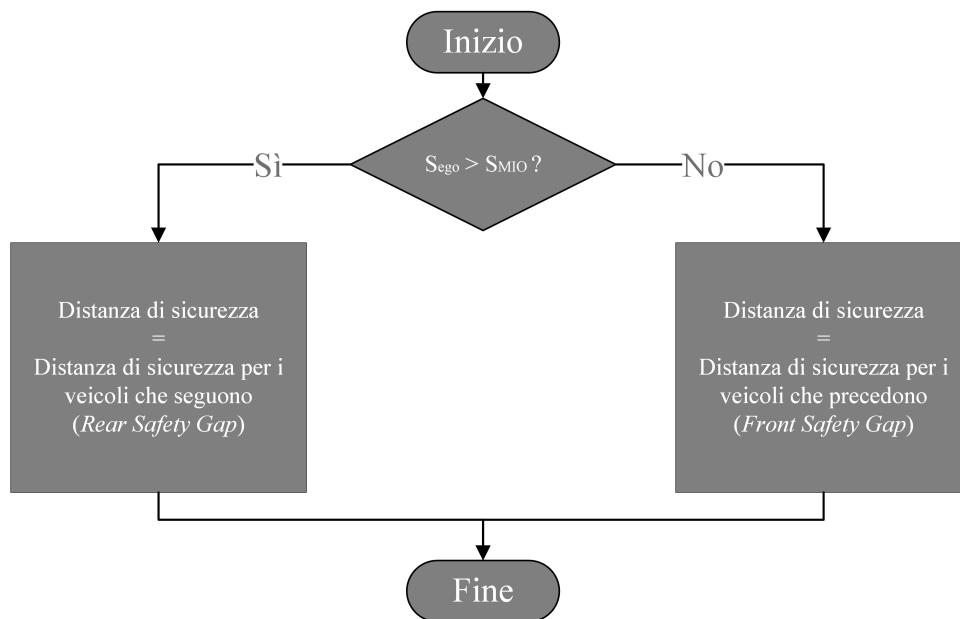 Inizio
Sego > SMIO ?
Sì
No
Distanza di sicurezza
=
Distanza di sicurezza per i
veicoli che seguono
(Rear Safety Gap)
Distanza di sicurezza
=
Distanza di sicurezza per i
veicoli che precedono
(Front Safety Gap)
Fine